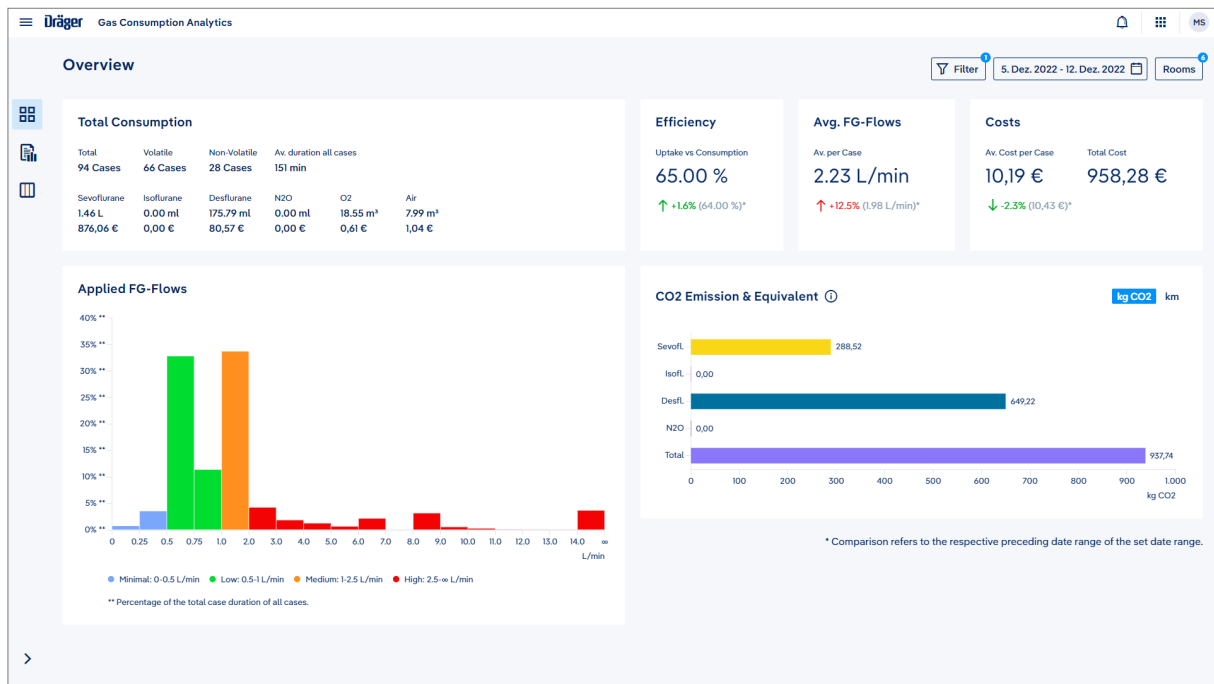 Dräger Gas Consumption Analytics
MS
Overview
1
6
Filter
5. Dez. 2022 - 12. Dez. 2022
Rooms
Total Consumption
Total Volatile Non-Volatile Av. duration all cases
94 Cases 66 Cases 28 Cases 151 min
Sevoflurane Isoflurane Desflurane N2O O2 Air
1.46 L 0.00 ml 175.79 ml 0.00 ml 18.55 m³ 7.99 m³
876,06 € 0,00 € 80,57 € 0,00 € 0,61 € 1,04 €
Efficiency
Uptake vs Consumption
65.00 %
+1.6% (64.00 %)*
Avg. FG-Flows
Av. per Case
2.23 L/min
+12.5% (1.98 L/min)*
Costs
Av. Cost per Case Total Cost
10,19 € 958,28 €
-2.3% (10,43 €)*
Applied FG-Flows
40% **
35% **
30% **
25% **
20% **
15% **
10% **
5% **
0% **
0 0.25 0.5 0.75 1.0 2.0 3.0 4.0 5.0 6.0 7.0 8.0 9.0 10.0 11.0 12.0 13.0 14.0 ∞
L/min
Minimal: 0-0.5 L/min Low: 0.5-1 L/min Medium: 1-2.5 L/min High: 2.5-∞ L/min
** Percentage of the total case duration of all cases.
CO2 Emission & Equivalent
kg CO2 km
Sevofl. 288,52
Isofl. 0,00
Desfl. 649,22
N2O 0,00
Total 937,74
0 100 200 300 400 500 600 700 800 900 1.000
kg CO2
* Comparison refers to the respective preceding date range of the set date range.